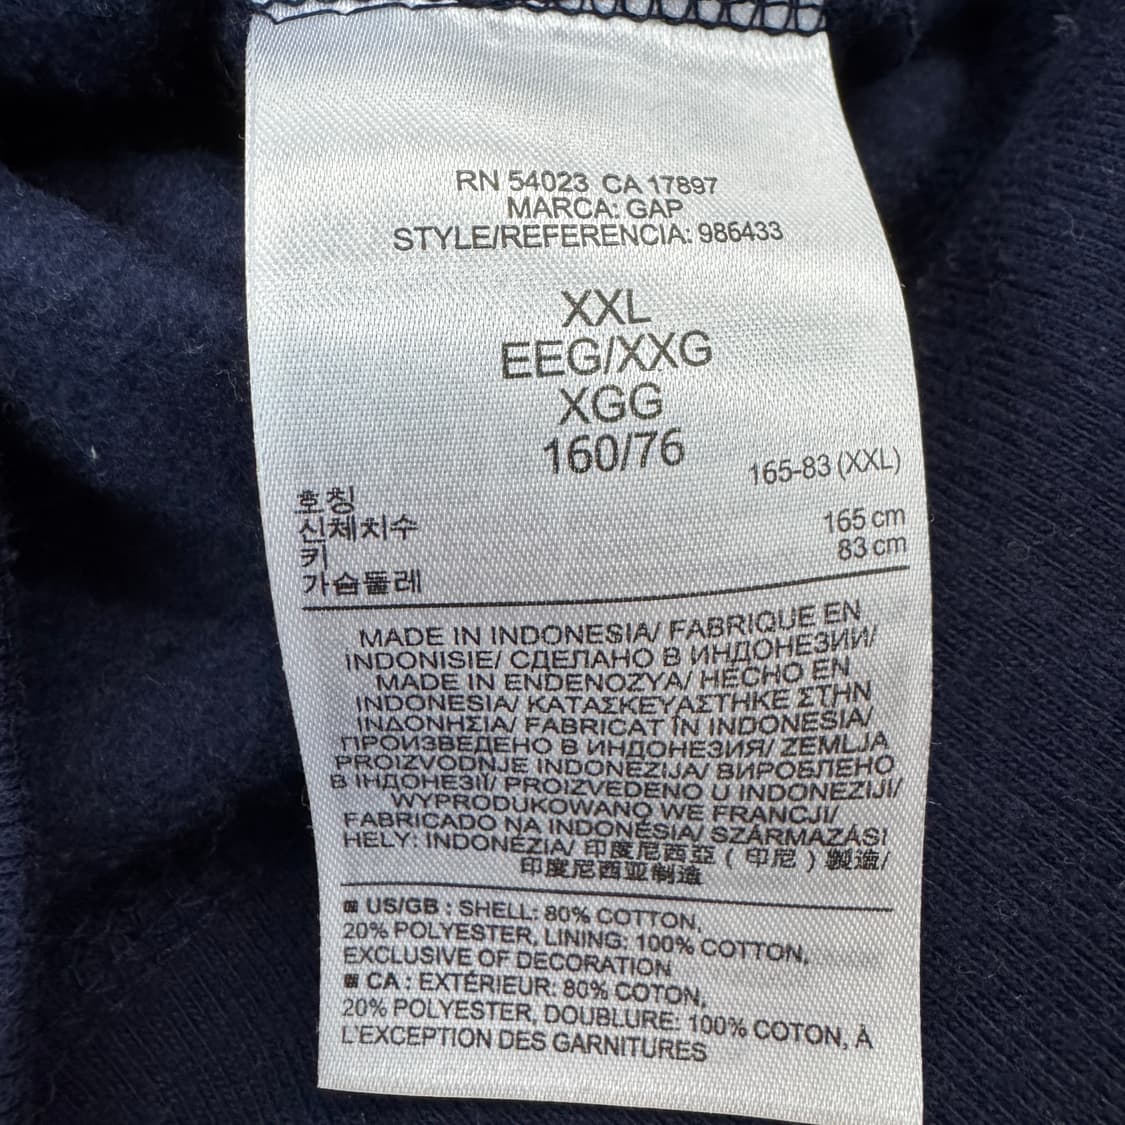 RN 54023 CA 17897
MARCA: GAP
STYLE/REFERENCIA: 986433
XXL
EEG/XXG
XGG
160/76
호칭 165-83 (XXL)
신체치수
키 165 cm
가슴둘레 83 cm
MADE IN INDONESIA/ FABRIQUE EN
INDONISIE/ СДЕЛАНО В ИНДОНЕЗИИ/
MADE IN ENDENOZYA/ HECHO EN
INDONESIA/ ΚΑΤΑΣΚΕΥΑΣΤΗΚΕ ΣΤΗΝ
ΙΝΔΟΝΗΣΙΑ/ FABRICAT ÎN INDONESIA/
ПРОИЗВЕДЕНО В ИНДОНЕЗИЯ/ ZEMLJA
PROIZVODNJE INDONEZIJA/ ВИРОБЛЕНО
В ІНДОНЕЗІЇ/ PROIZVEDENO U INDONEZIJI/
WYPRODUKOWANO WE FRANCJI/
FABRICADO NA INDONÉSIA/ SZÁRMAZÁSI
HELY: INDONÉZIA/ 印度尼西亞 ( 印尼 ) 製造/
印度尼西亚制造
US/GB : SHELL: 80% COTTON,
20% POLYESTER, LINING: 100% COTTON,
EXCLUSIVE OF DECORATION
CA : EXTÉRIEUR: 80% COTON,
20% POLYESTER, DOUBLURE: 100% COTON, À
L'EXCEPTION DES GARNITURES